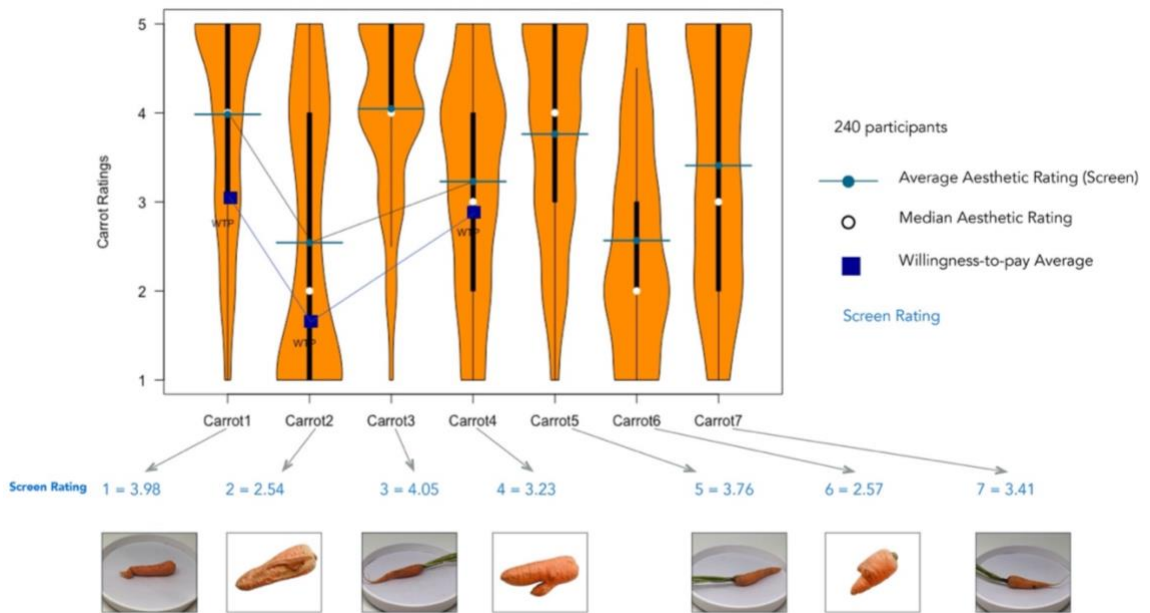 5
4
3
2
1
Carrot Ratings
WTP
WTP
WTP
Carrot1 Carrot2 Carrot3 Carrot4 Carrot5 Carrot6 Carrot7
240 participants
Average Aesthetic Rating (Screen)
Median Aesthetic Rating
Willingness-to-pay Average
Screen Rating
Screen Rating 1 = 3.98 2 = 2.54 3 = 4.05 4 = 3.23 5 = 3.76 6 = 2.57 7 = 3.41